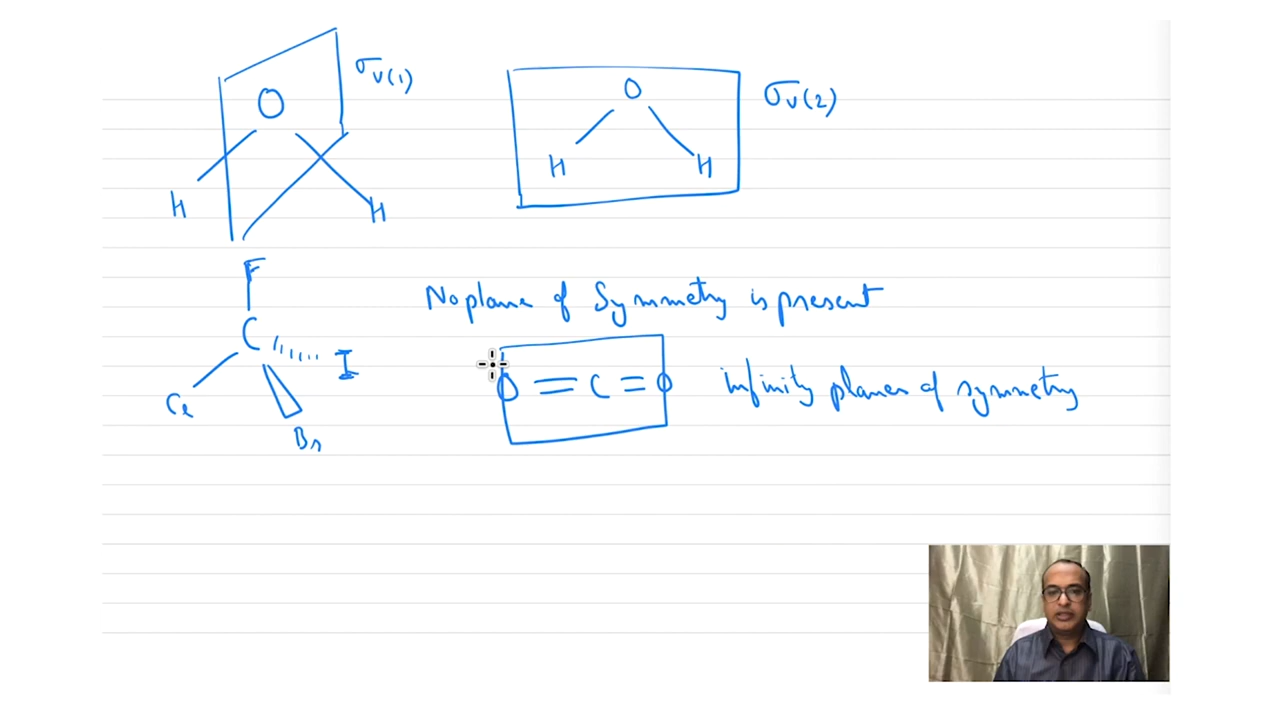 O σv(1)
H H
O σv(2)
H H
F
C I
Cl Br
No plane of Symmetry is present
O = C = O infinity planes of symmetry